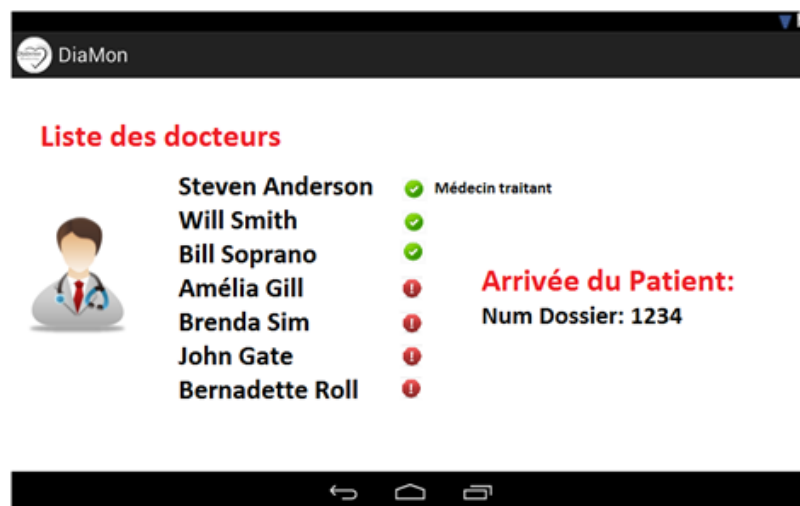 DiaMon
Liste des docteurs
Steven Anderson Médecin traitant
Will Smith
Bill Soprano
Amélia Gill
Brenda Sim
John Gate
Bernadette Roll
Arrivée du Patient:
Num Dossier: 1234